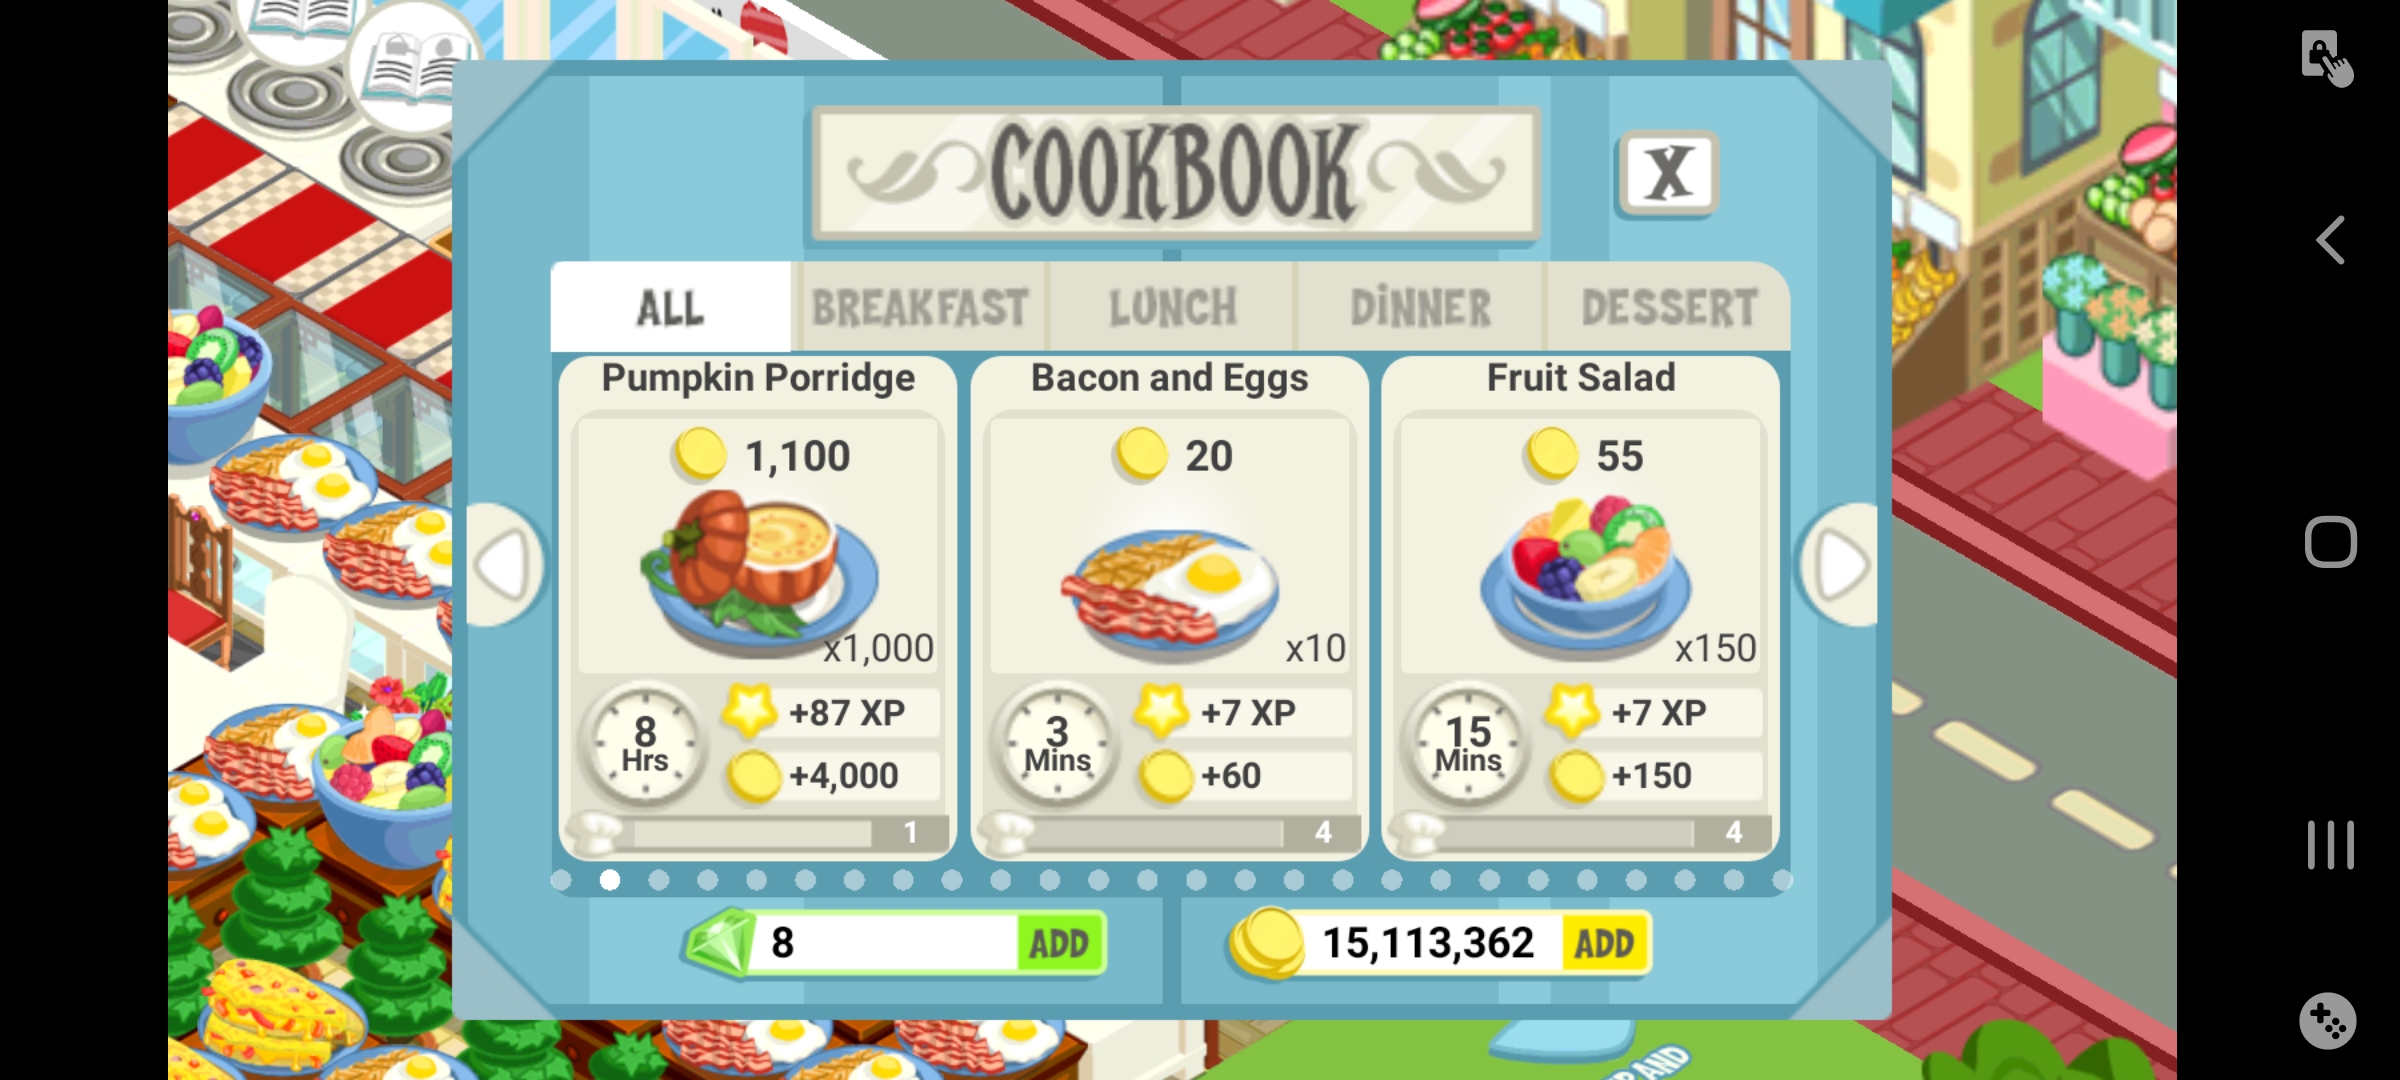 COOKBOOK
X
ALL BREAKFAST LUNCH DINNER DESSERT
Pumpkin Porridge
1,100
x1,000
8 Hrs
+87 XP
+4,000
1
Bacon and Eggs
20
x10
3 Mins
+7 XP
+60
4
Fruit Salad
55
x150
15 Mins
+7 XP
+150
4
8 ADD
15,113,362 ADD